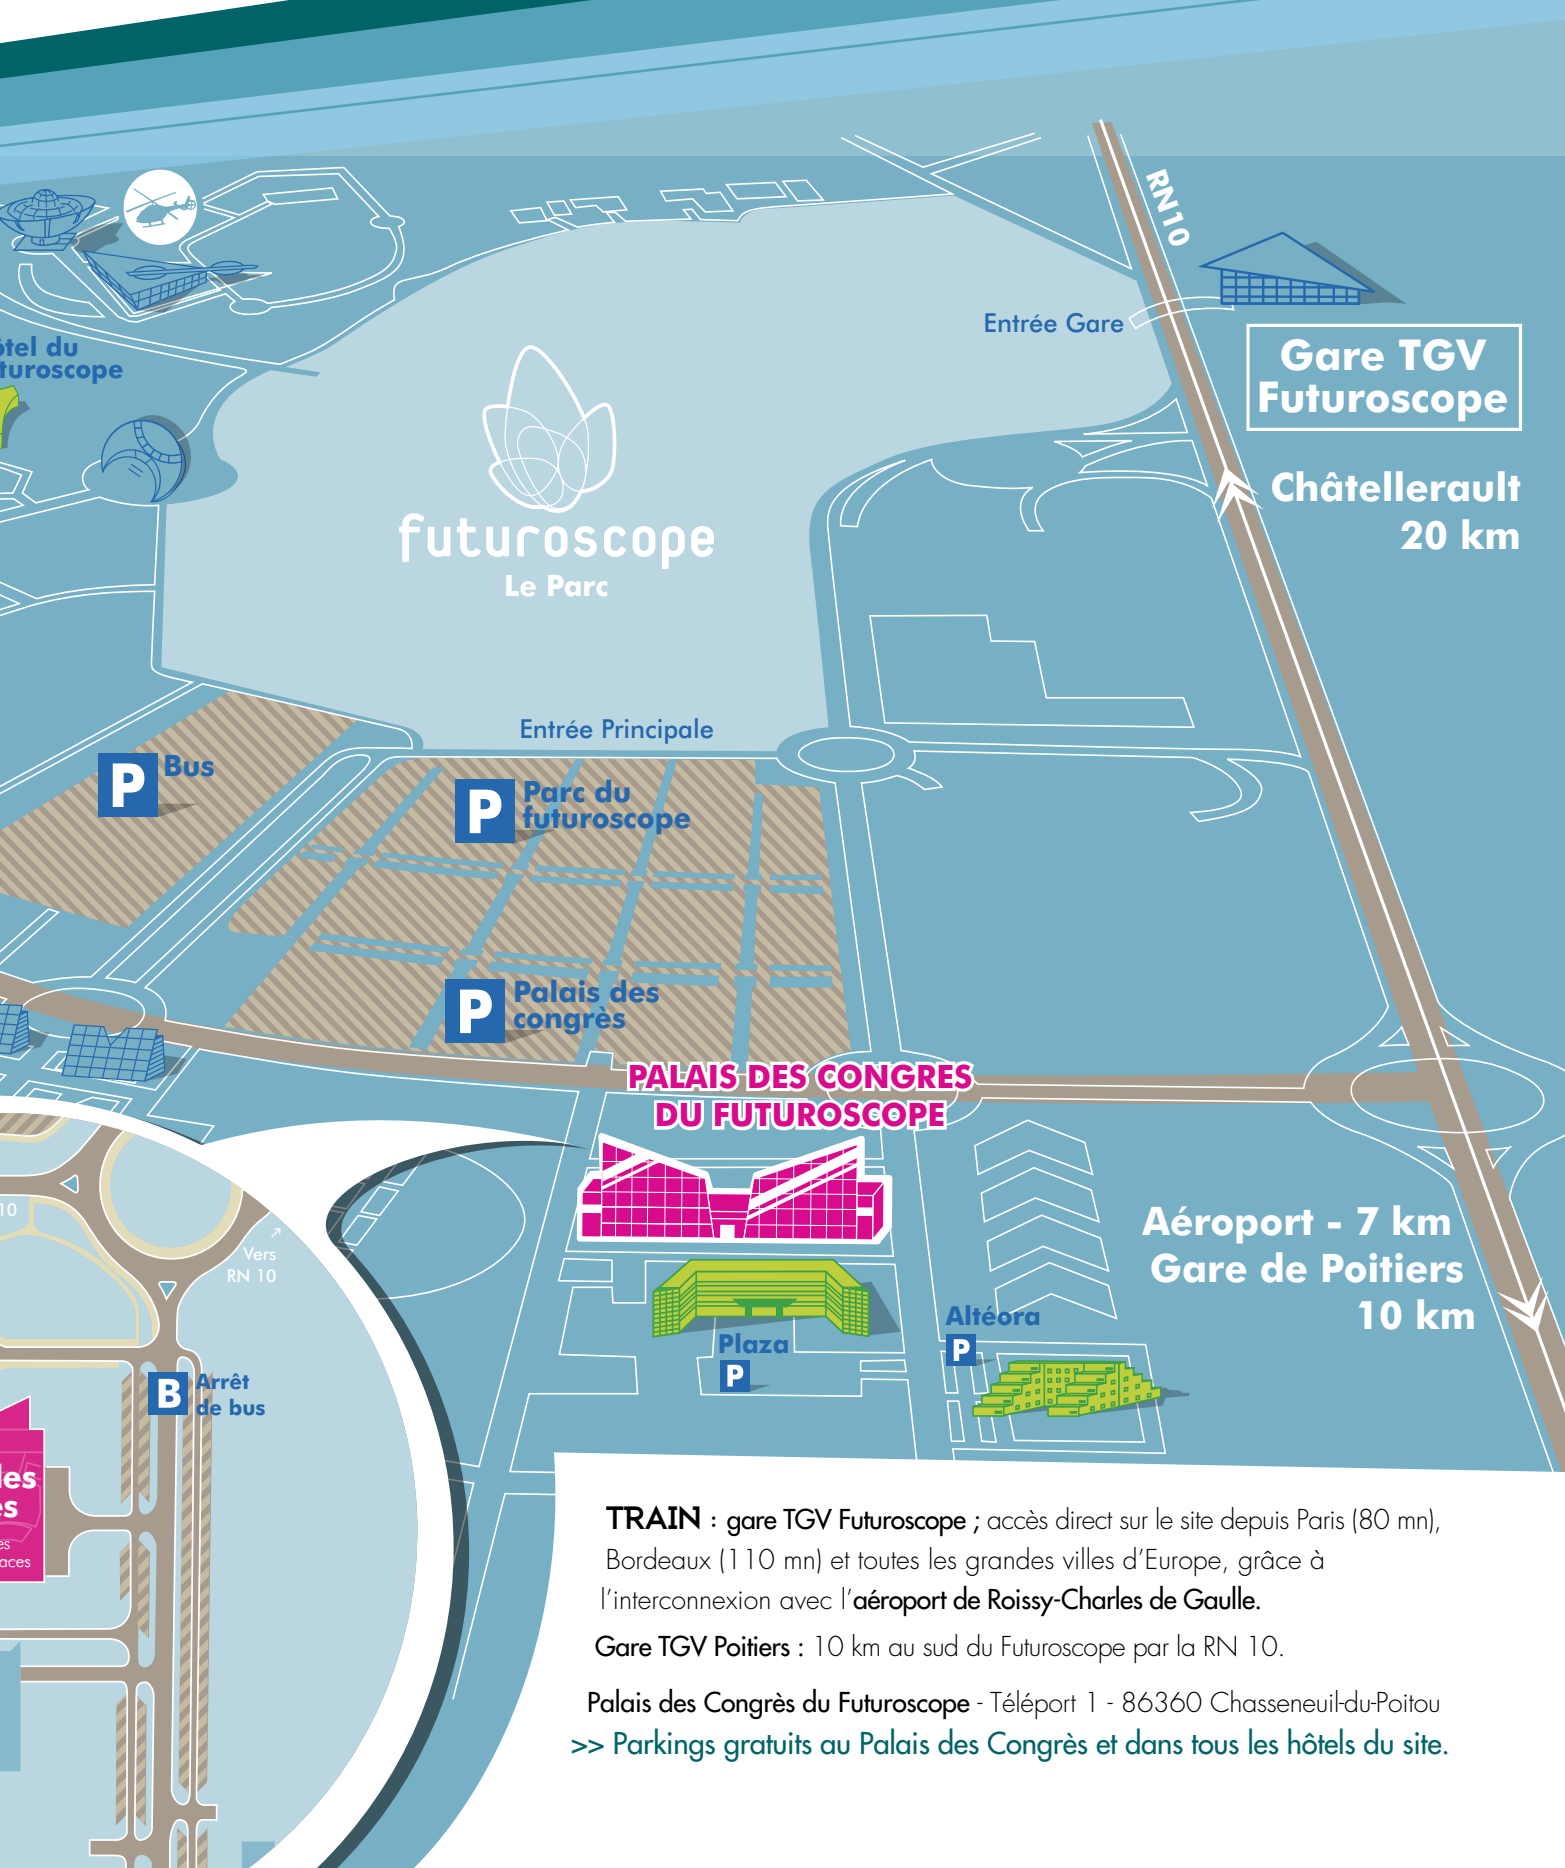 RN10
Entrée Gare
Gare TGV
Futuroscope
Châtellerault
20 km
futuroscope
Le Parc
Entrée Principale
P Bus
P Parc du
futuroscope
P Palais des
congrès
PALAIS DES CONGRES
DU FUTUROSCOPE
Aéroport - 7 km
Gare de Poitiers
10 km
Plaza
P
Altéora
P
10
Vers
RN 10
B Arrêt
de bus
TRAIN : gare TGV Futuroscope ; accès direct sur le site depuis Paris (80 mn),
Bordeaux (110 mn) et toutes les grandes villes d’Europe, grâce à
l’interconnexion avec l’aéroport de Roissy-Charles de Gaulle.
Gare TGV Poitiers : 10 km au sud du Futuroscope par la RN 10.
Palais des Congrès du Futuroscope - Téléport 1 - 86360 Chasseneuil-du-Poitou
>> Parkings gratuits au Palais des Congrès et dans tous les hôtels du site.